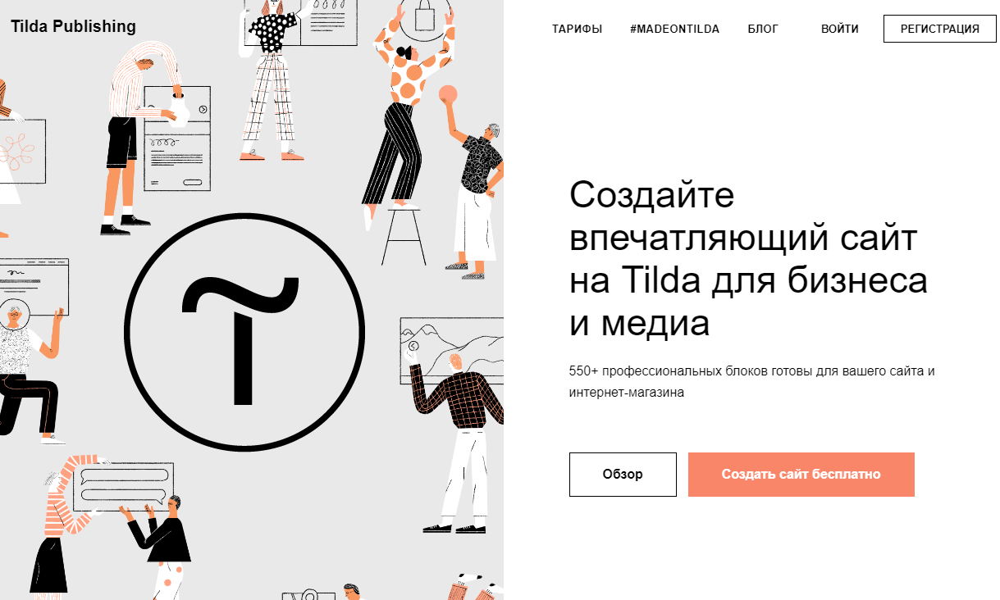 Tilda Publishing
ТАРИФЫ
#MADEONTILDA
БЛОГ
ВОЙТИ
РЕГИСТРАЦИЯ
Создайте
впечатляющий сайт
на Tilda для бизнеса
и медиа
550+ профессиональных блоков готовы для вашего сайта и
интернет-магазина
Обзор
Создать сайт бесплатно